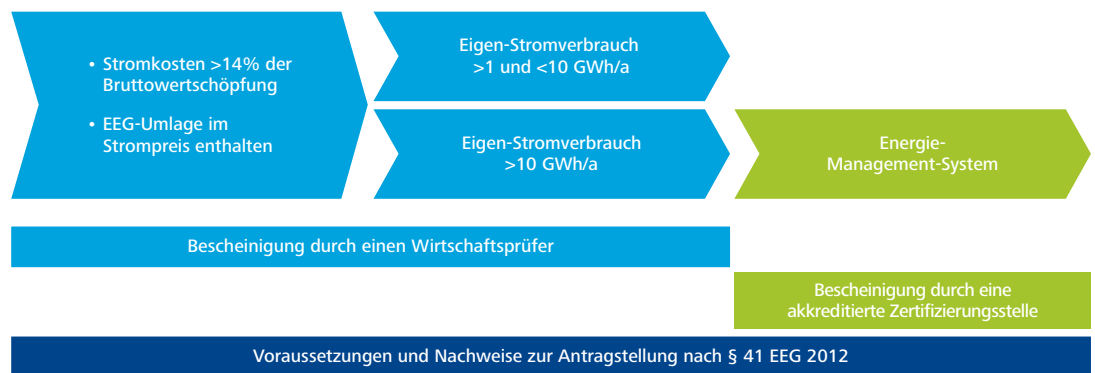 • Stromkosten >14% der
Bruttowertschöpfung
• EEG-Umlage im
Strompreis enthalten
Eigen-Stromverbrauch
>1 und <10 GWh/a
Eigen-Stromverbrauch
>10 GWh/a
Energie-
Management-System
Bescheinigung durch einen Wirtschaftsprüfer
Bescheinigung durch eine
akkreditierte Zertifizierungsstelle
Voraussetzungen und Nachweise zur Antragstellung nach § 41 EEG 2012